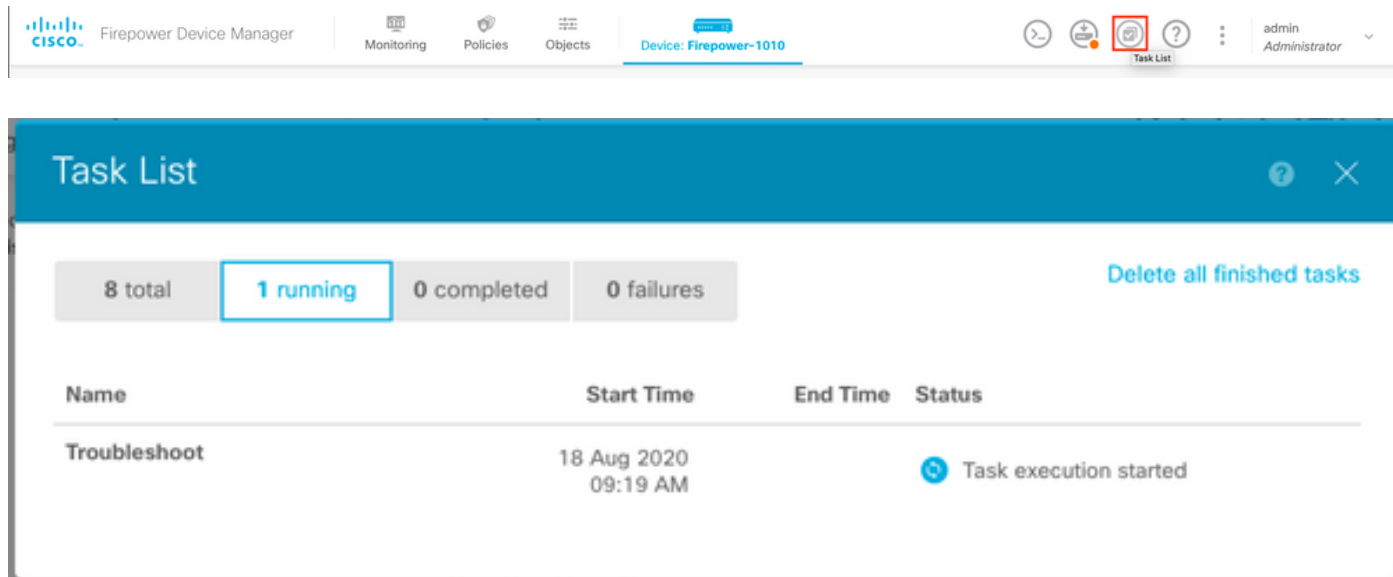 CISCO Firepower Device Manager Monitoring Policies Objects Device: Firepower-1010 admin
Administrator
Task List
Task List
8 total 1 running 0 completed 0 failures Delete all finished tasks
Name Start Time End Time Status
Troubleshoot 18 Aug 2020
09:19 AM Task execution started